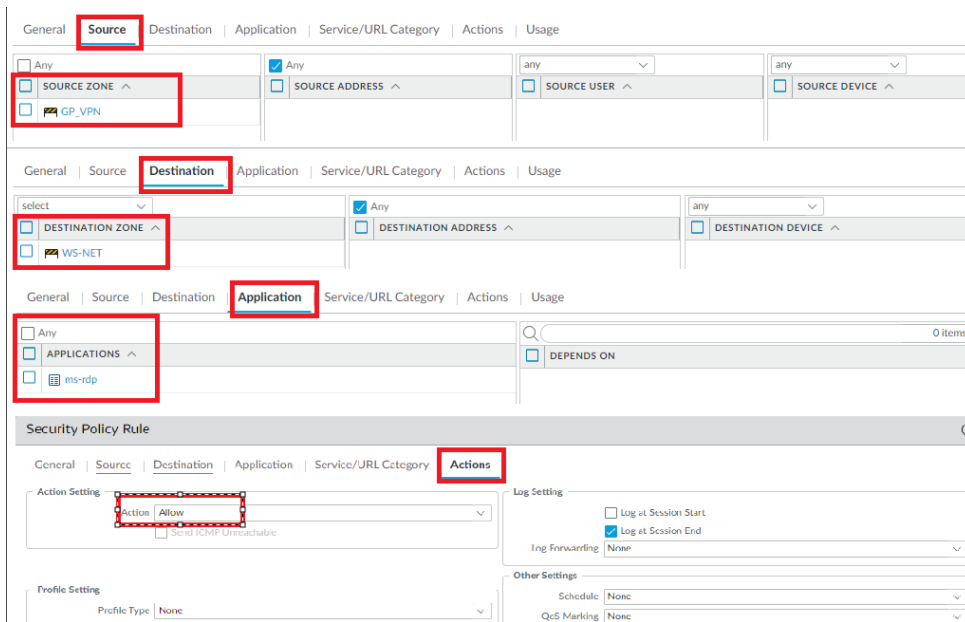 General Source Destination Application Service/URL Category Actions Usage
Any Any any any
SOURCE ZONE SOURCE ADDRESS SOURCE USER SOURCE DEVICE
GP_VPN
General Source Destination Application Service/URL Category Actions Usage
select Any any
DESTINATION ZONE DESTINATION ADDRESS DESTINATION DEVICE
WS-NET
General Source Destination Application Service/URL Category Actions Usage
Any 0 items
APPLICATIONS DEPENDS ON
ms-rdp
Security Policy Rule
General Source Destination Application Service/URL Category Actions
Action Setting Log Setting
Action Allow Log at Session Start
Send ICMP Unreachable Log at Session End
Log Forwarding None
Other Settings
Profile Setting Schedule None
Profile Type None QoS Marking None